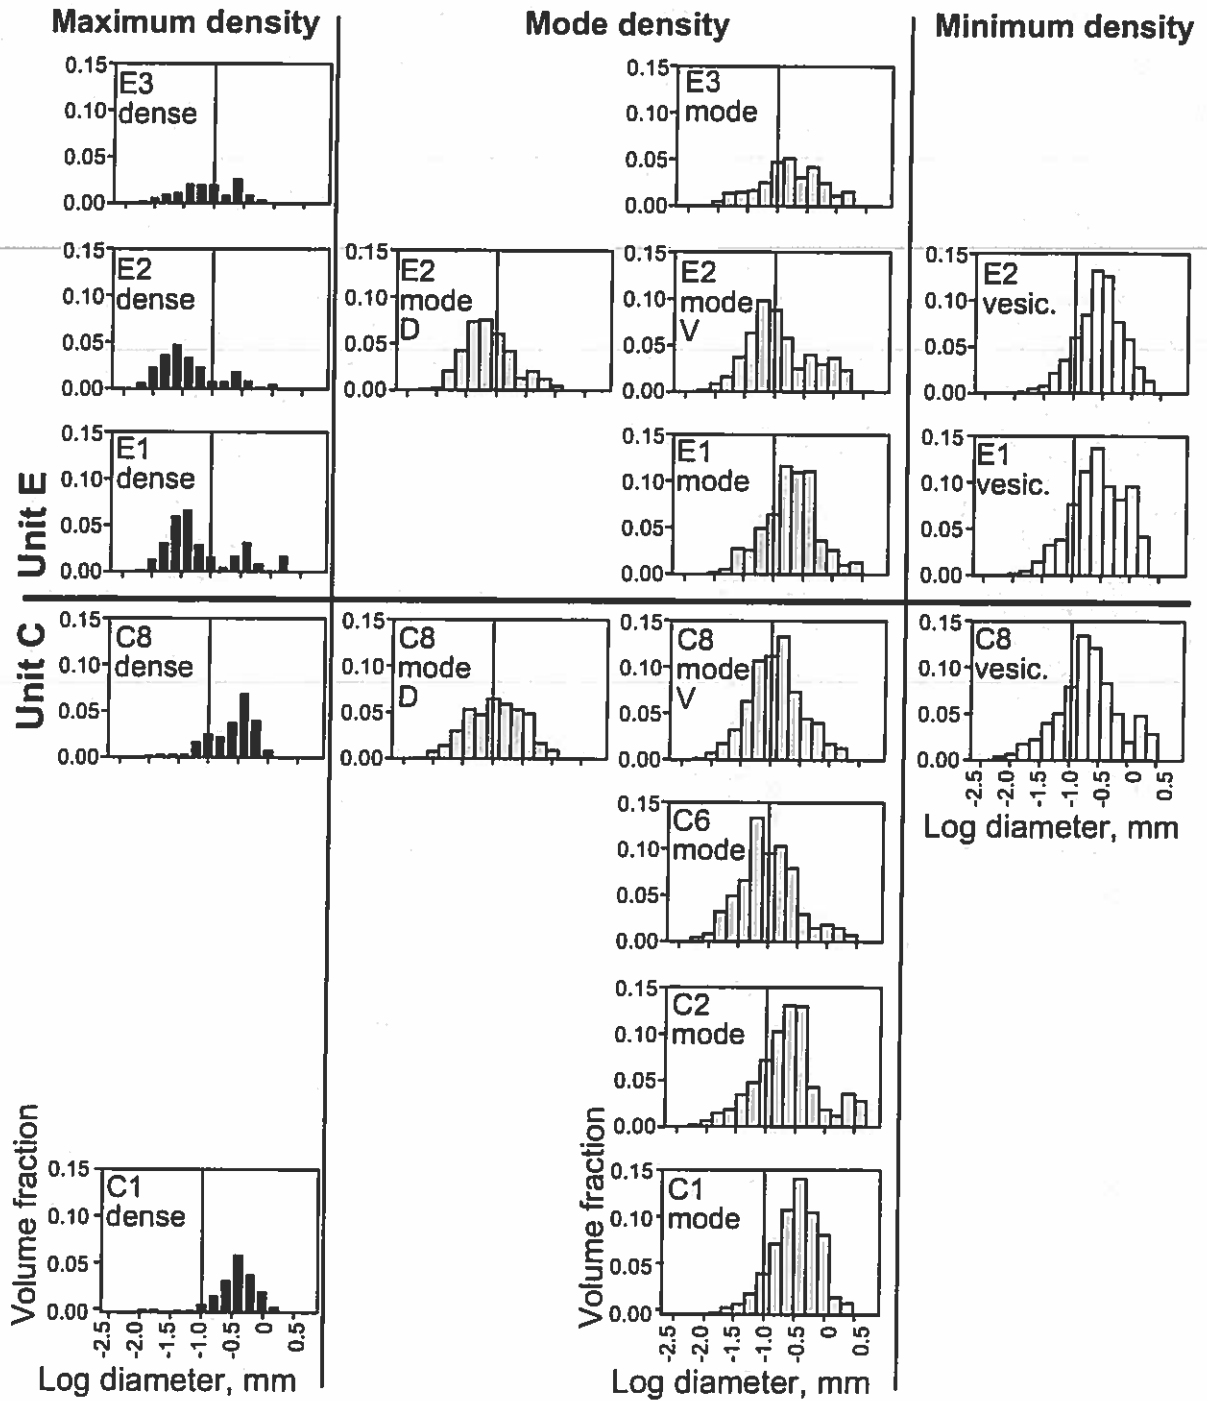 Maximum density
Mode density
Minimum density
0.15
0.10
0.05
0.00
E3
dense
0.15
0.10
0.05
0.00
E3
mode
0.15
0.10
0.05
0.00
E2
dense
0.15
0.10
0.05
0.00
E2
mode
D
0.15
0.10
0.05
0.00
E2
mode
V
0.15
0.10
0.05
0.00
E2
vesic.
Unit E
0.15
0.10
0.05
0.00
E1
dense
0.15
0.10
0.05
0.00
E1
mode
0.15
0.10
0.05
0.00
E1
vesic.
Unit C
0.15
0.10
0.05
0.00
C8
dense
0.15
0.10
0.05
0.00
C8
mode
D
0.15
0.10
0.05
0.00
C8
mode
V
0.15
0.10
0.05
0.00
C8
vesic.
-2.5 -2.0 -1.5 -1.0 -0.5 0 0.5
Log diameter, mm
0.15
0.10
0.05
0.00
C6
mode
0.15
0.10
0.05
0.00
C2
mode
Volume fraction
0.15
0.10
0.05
0.00
C1
dense
-2.5 -2.0 -1.5 -1.0 -0.5 0 0.5
Log diameter, mm
Volume fraction
0.15
0.10
0.05
0.00
C1
mode
-2.5 -2.0 -1.5 -1.0 -0.5 0 0.5
Log diameter, mm